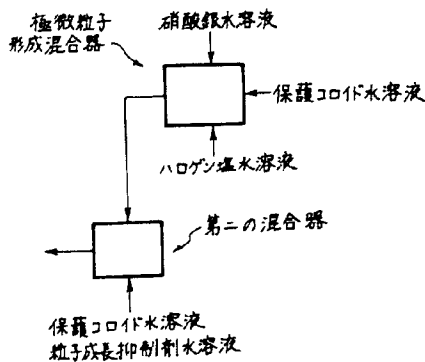 極微粒子
形成混合器
硝酸銀水溶液
保護コロイド水溶液
ハロゲン塩水溶液
第二の混合器
保護コロイド水溶液
粒子成長抑制剤水溶液